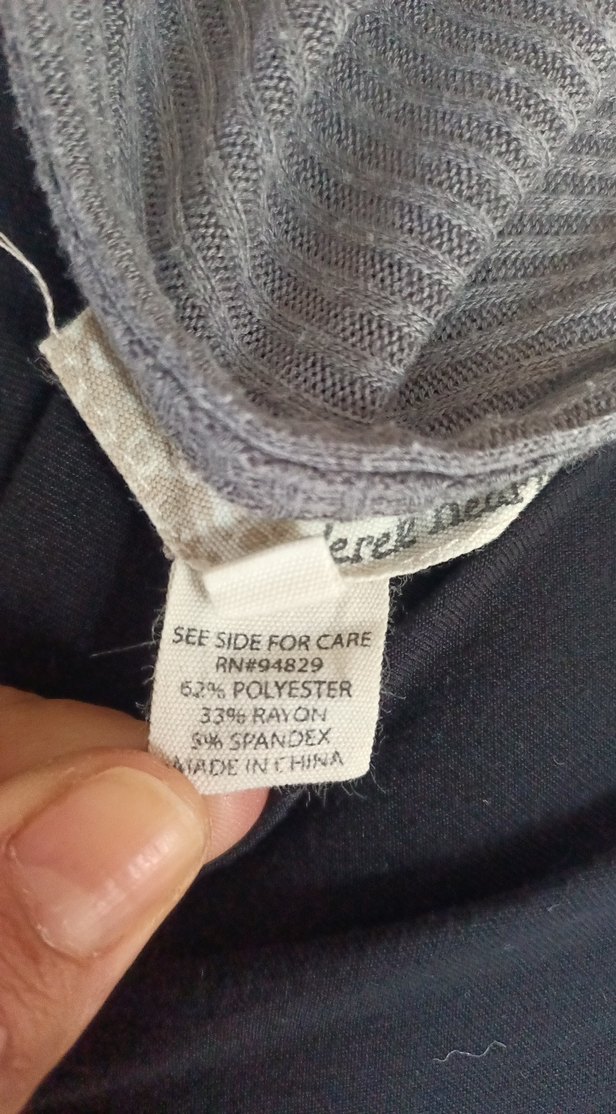 SEE SIDE FOR CARE
RN#94829
62% POLYESTER
33% RAYON
5% SPANDEX
MADE IN CHINA